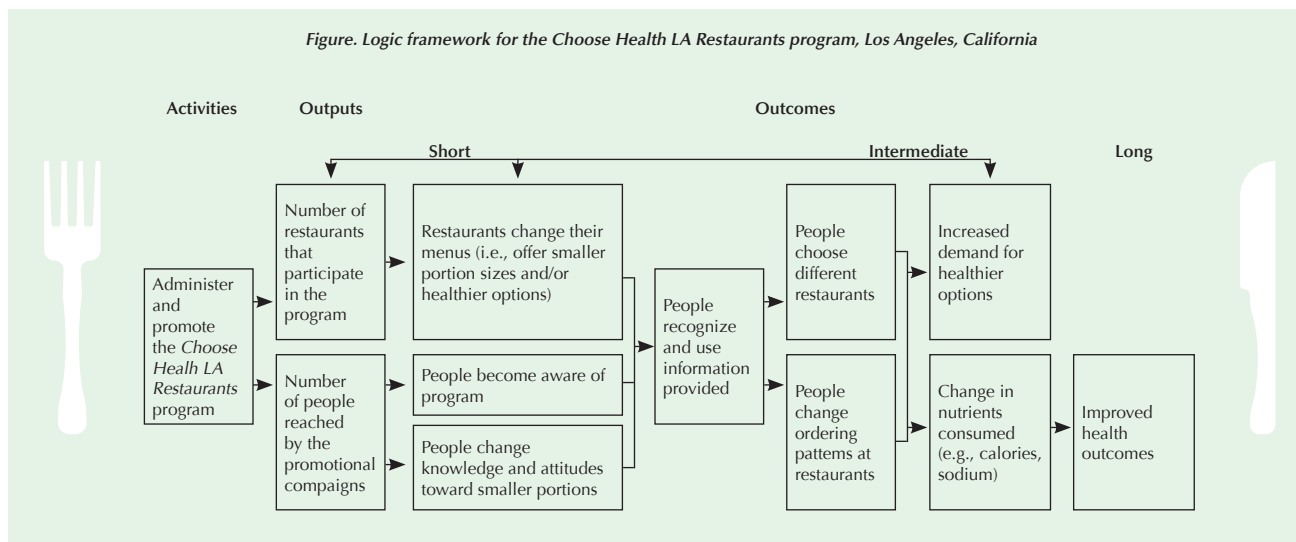 Figure. Logic framework for the Choose Health LA Restaurants program, Los Angeles, California
Activities
Outputs
Outcomes
Short
Intermediate
Long
Administer
and
promote
the Choose
Healh LA
Restaurants
program
Number of
restaurants
that
participate
in the
program
Number
of people
reached
by the
promotional
compaigns
Restaurants change their
menus (i.e., offer smaller
portion sizes and/or
healthier options)
People become aware of
program
People change
knowledge and attitudes
toward smaller portions
People
recognize
and use
information
provided
People
choose
different
restaurants
People
change
ordering
pattems at
restaurants
Increased
demand for
healthier
options
Change in
nutrients
consumed
(e.g., calories,
sodium)
Improved
health
outcomes